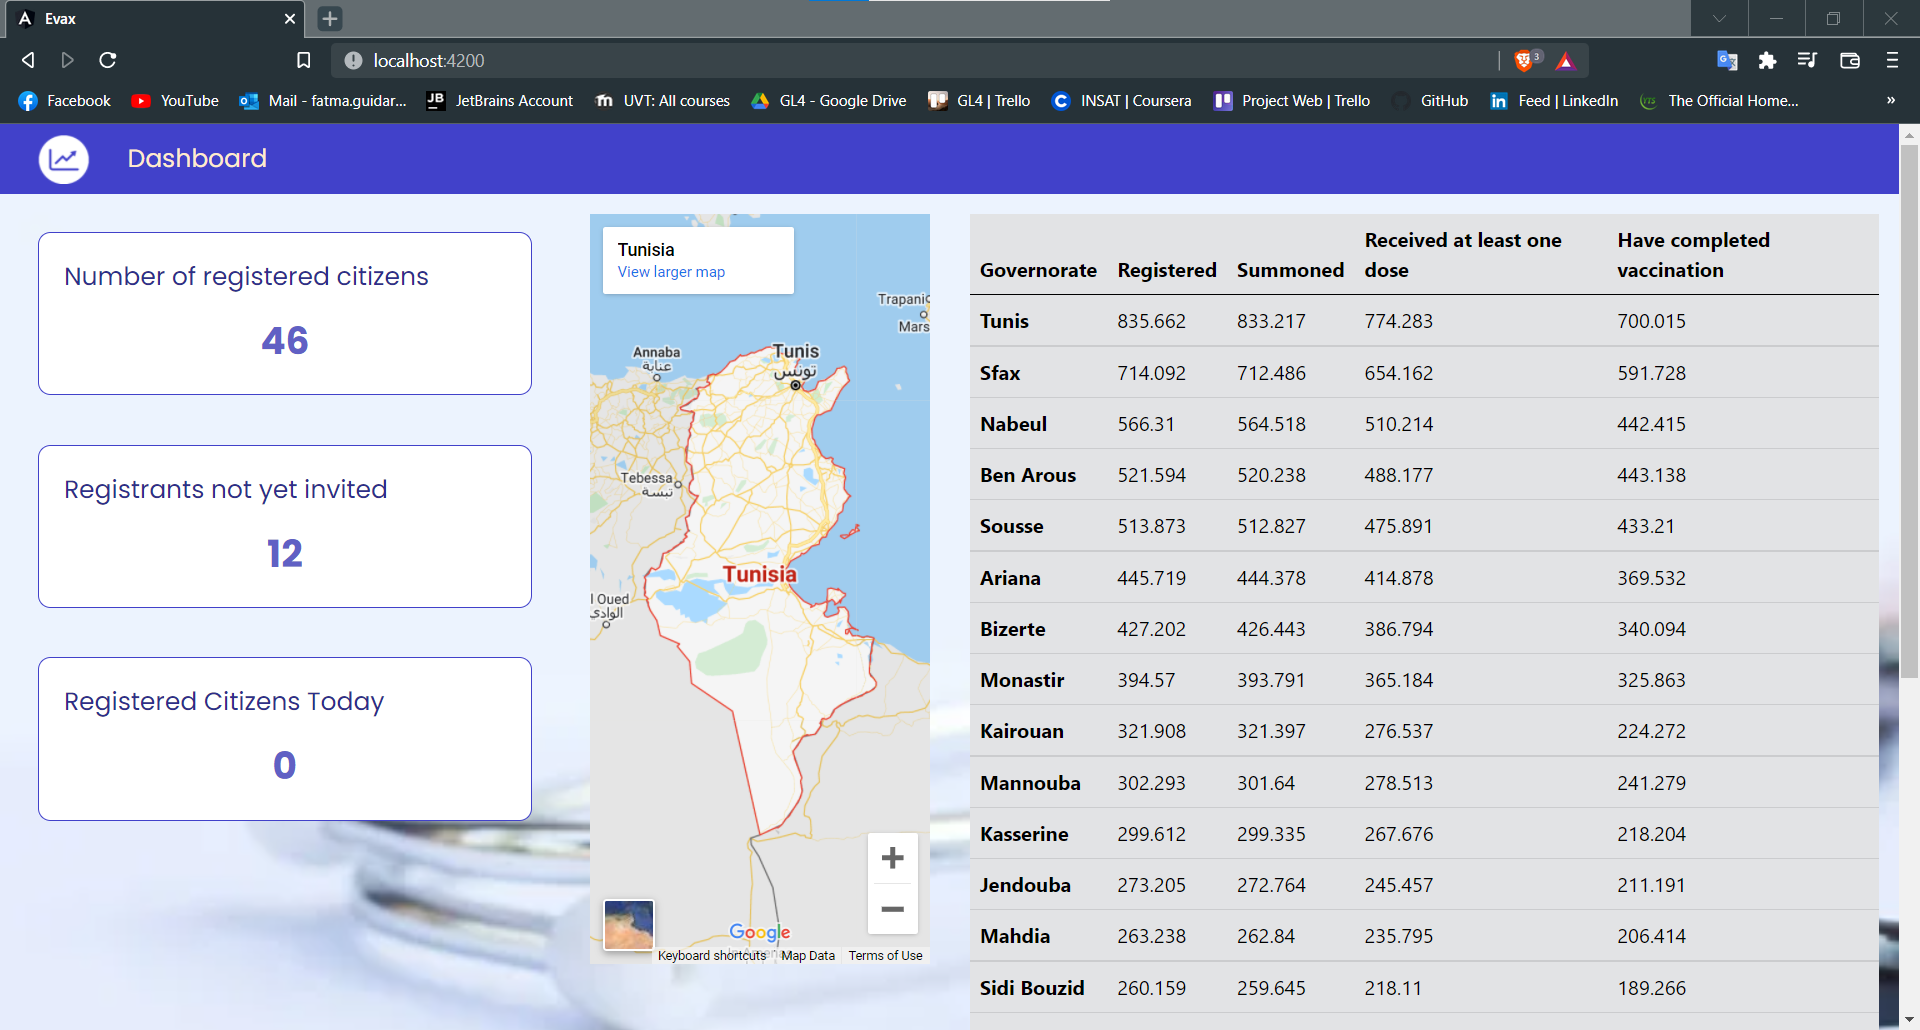 Evax
localhost:4200
3
Facebook YouTube Mail - fatma.guidar... JB JetBrains Account m UVT: All courses GL4 - Google Drive GL4 | Trello C INSAT | Coursera Project Web | Trello GitHub in Feed | LinkedIn The Official Home... »
Dashboard
Number of registered citizens
46
Registrants not yet invited
12
Registered Citizens Today
0
Tunisia
View larger map
Trapani
Mars
Annaba
عنابة
Tunis
تونس
Tebessa
تبسة
Tunisia
l Oued
الوادي
Google
Keyboard shortcuts Map Data Terms of Use
Governorate Registered Summoned Received at least one dose Have completed vaccination
Tunis 835.662 833.217 774.283 700.015
Sfax 714.092 712.486 654.162 591.728
Nabeul 566.31 564.518 510.214 442.415
Ben Arous 521.594 520.238 488.177 443.138
Sousse 513.873 512.827 475.891 433.21
Ariana 445.719 444.378 414.878 369.532
Bizerte 427.202 426.443 386.794 340.094
Monastir 394.57 393.791 365.184 325.863
Kairouan 321.908 321.397 276.537 224.272
Mannouba 302.293 301.64 278.513 241.279
Kasserine 299.612 299.335 267.676 218.204
Jendouba 273.205 272.764 245.457 211.191
Mahdia 263.238 262.84 235.795 206.414
Sidi Bouzid 260.159 259.645 218.11 189.266